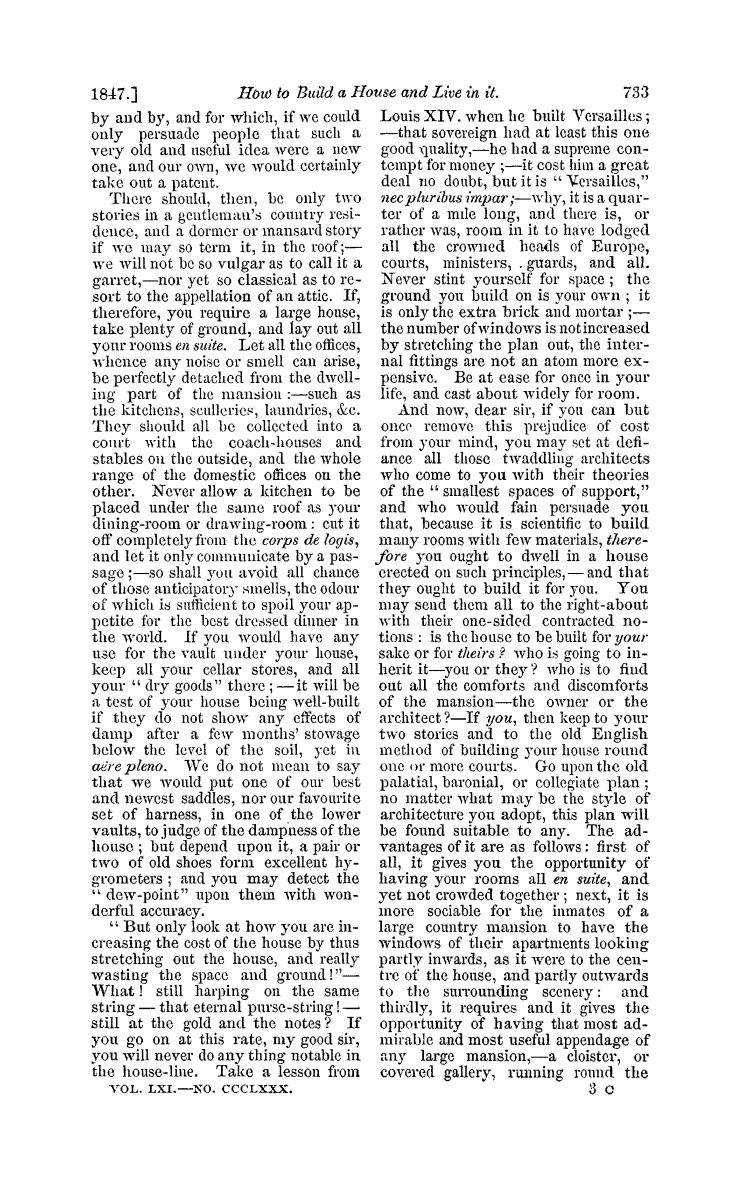 1847.] How to Build a House and Live in it. 733
by and by, and for which, if we could
only persuade people that such a
very old and useful idea were a new
one, and our own, we would certainly
take out a patent.
There should, then, be only two
stories in a gentleman's country resi-
dence, and a dormer or mansard story
if we may so term it, in the roof;—
we will not be so vulgar as to call it a
garret,—nor yet so classical as to re-
sort to the appellation of an attic. If,
therefore, you require a large house,
take plenty of ground, and lay out all
your rooms en suite. Let all the offices,
whence any noise or smell can arise,
be perfectly detached from the dwell-
ing part of the mansion :—such as
the kitchens, sculleries, laundries, &c.
They should all be collected into a
court with the coach-houses and
stables on the outside, and the whole
range of the domestic offices on the
other. Never allow a kitchen to be
placed under the same roof as your
dining-room or drawing-room : cut it
off completely from the corps de logis,
and let it only communicate by a pas-
sage ;—so shall you avoid all chance
of those anticipatory smells, the odour
of which is sufficient to spoil your ap-
petite for the best dressed dinner in
the world. If you would have any
use for the vault under your house,
keep all your cellar stores, and all
your " dry goods" there ; — it will be
a test of your house being well-built
if they do not show any effects of
damp after a few months' stowage
below the level of the soil, yet in
aëre pleno. We do not mean to say
that we would put one of our best
and newest saddles, nor our favourite
set of harness, in one of the lower
vaults, to judge of the dampness of the
house ; but depend upon it, a pair or
two of old shoes form excellent hy-
grometers ; and you may detect the
" dew-point" upon them with won-
derful accuracy.
" But only look at how you are in-
creasing the cost of the house by thus
stretching out the house, and really
wasting the space and ground !"—
What ! still harping on the same
string — that eternal purse-string ! —
still at the gold and the notes ? If
you go on at this rate, my good sir,
you will never do any thing notable in
the house-line. Take a lesson from
VOL. LXI.—NO. CCCLXXX.
Louis XIV. when he built Versailles ;
—that sovereign had at least this one
good quality,—he had a supreme con-
tempt for money ;—it cost him a great
deal no doubt, but it is " Versailles,"
nec pluribus impar;—why, it is a quar-
ter of a mile long, and there is, or
rather was, room in it to have lodged
all the crowned heads of Europe,
courts, ministers, . guards, and all.
Never stint yourself for space ; the
ground you build on is your own ; it
is only the extra brick and mortar ;—
the number of windows is not increased
by stretching the plan out, the inter-
nal fittings are not an atom more ex-
pensive. Be at ease for once in your
life, and cast about widely for room.
And now, dear sir, if you can but
once remove this prejudice of cost
from your mind, you may set at defi-
ance all those twaddling architects
who come to you with their theories
of the " smallest spaces of support,"
and who would fain persuade you
that, because it is scientific to build
many rooms with few materials, there-
fore you ought to dwell in a house
erected on such principles,— and that
they ought to build it for you. You
may send them all to the right-about
with their one-sided contracted no-
tions : is the house to be built for your
sake or for theirs ? who is going to in-
herit it—you or they ? who is to find
out all the comforts and discomforts
of the mansion—the owner or the
architect ?—If you, then keep to your
two stories and to the old English
method of building your house round
one or more courts. Go upon the old
palatial, baronial, or collegiate plan ;
no matter what may be the style of
architecture you adopt, this plan will
be found suitable to any. The ad-
vantages of it are as follows : first of
all, it gives you the opportunity of
having your rooms all en suite, and
yet not crowded together ; next, it is
more sociable for the inmates of a
large country mansion to have the
windows of their apartments looking
partly inwards, as it were to the cen-
tre of the house, and partly outwards
to the surrounding scenery : and
thirdly, it requires and it gives the
opportunity of having that most ad-
mirable and most useful appendage of
any large mansion,—a cloister, or
covered gallery, running round the
3 C